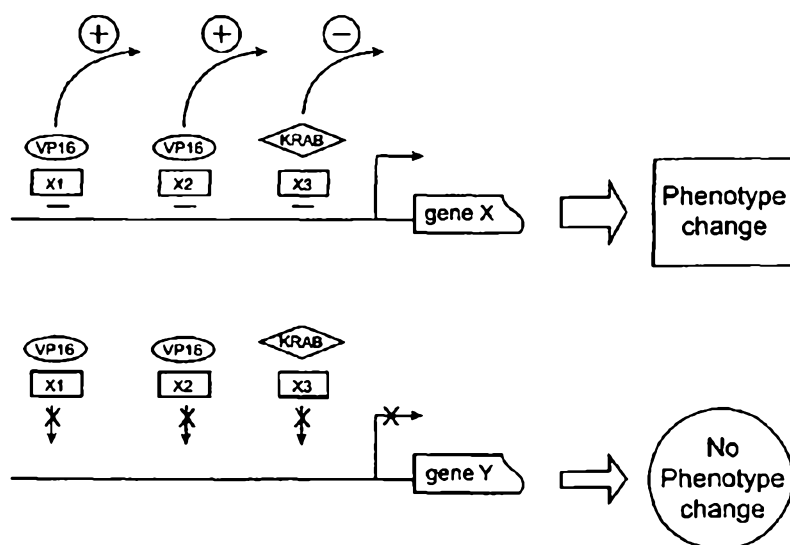 + + −
VP16 VP16 KRAB
X1 X2 X3
gene X
Phenotype
change
VP16 VP16 KRAB
X1 X2 X3
gene Y
No
Phenotype
change